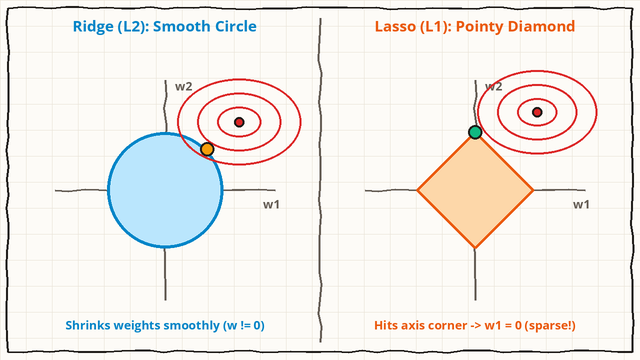 Ridge (L2): Smooth Circle
w2
w1
Shrinks weights smoothly (w != 0)
Lasso (L1): Pointy Diamond
w2
w1
Hits axis corner -> w1 = 0 (sparse!)